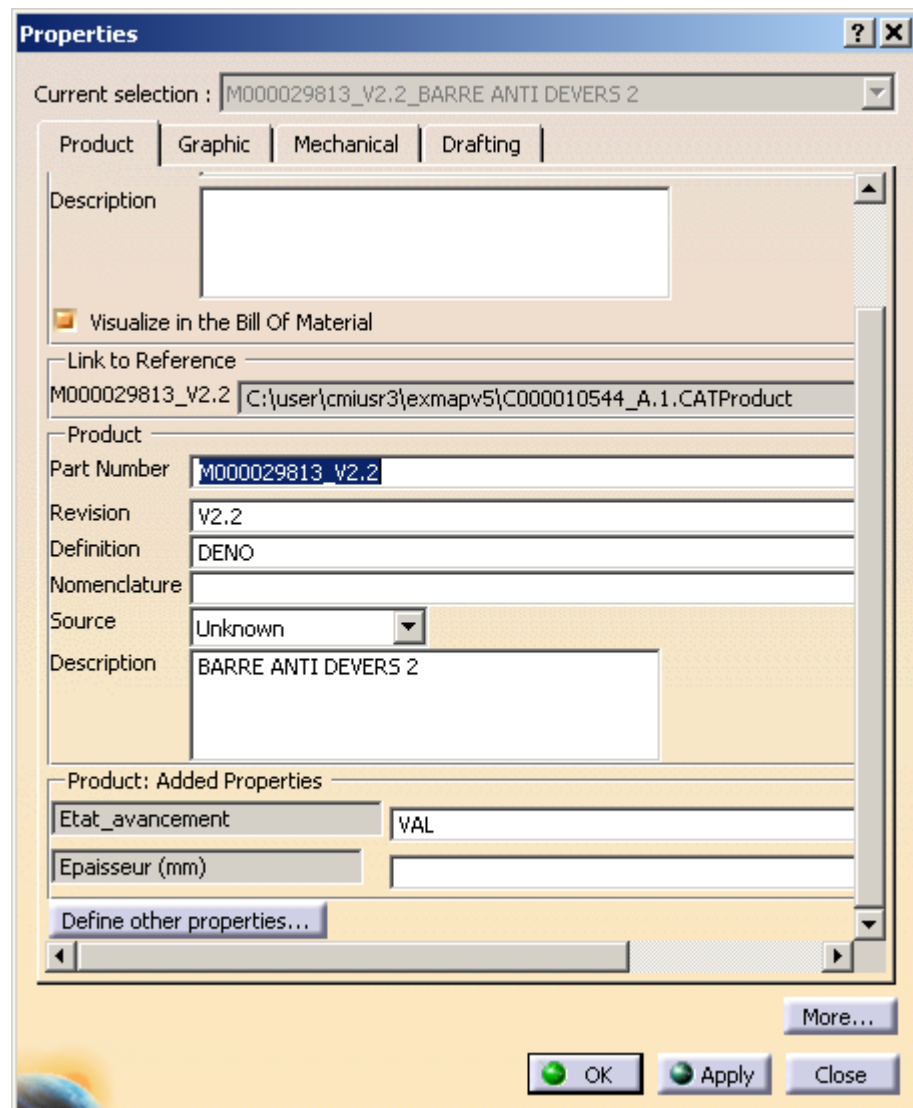 Properties
Current selection : M000029813_V2.2_BARRE ANTI DEVERS 2
Product Graphic Mechanical Drafting
Description
Visualize in the Bill Of Material
Link to Reference
M000029813_V2.2 C:\user\cmiusr3\exmapv5\C000010544_A.1.CATProduct
Product
Part Number M000029813_V2.2
Revision V2.2
Definition DENO
Nomenclature
Source Unknown
Description BARRE ANTI DEVERS 2
Product: Added Properties
Etat_avancement VAL
Epaisseur (mm)
Define other properties...
More...
OK Apply Close